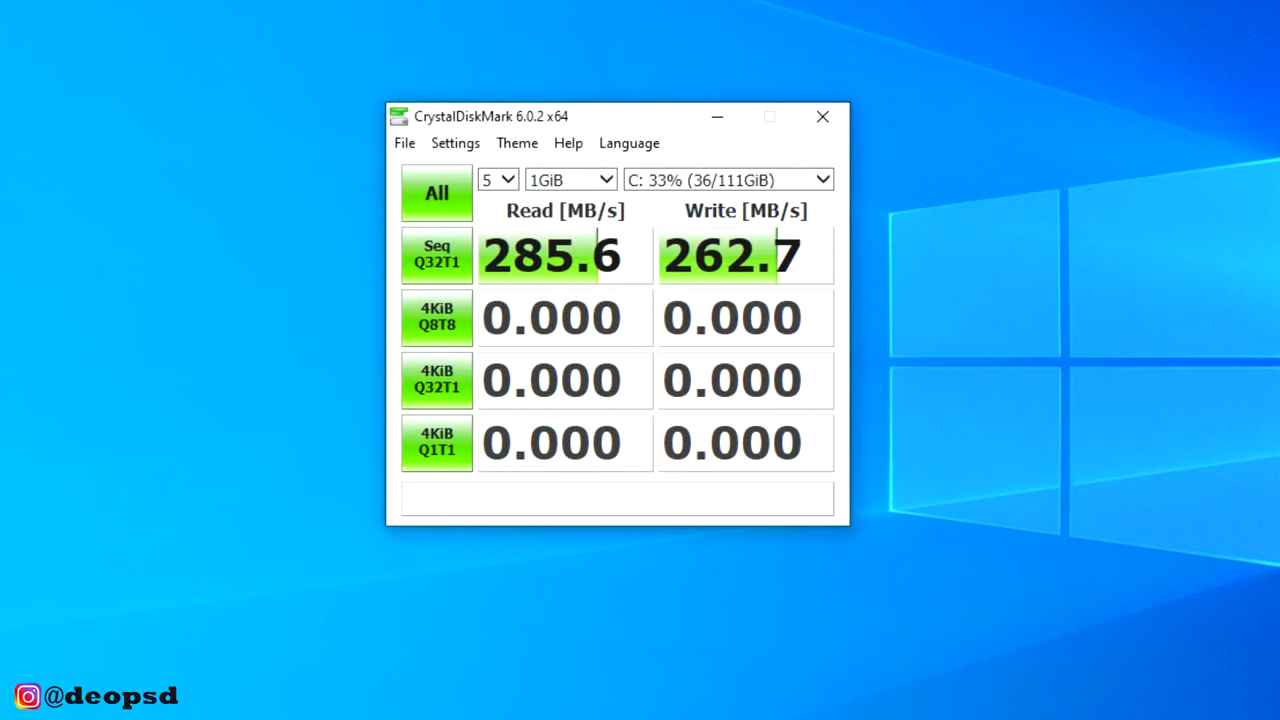 CrystalDiskMark 6.0.2 x64
File Settings Theme Help Language
All 5 1GiB C: 33% (36/111GiB)
Read [MB/s] Write [MB/s]
Seq
Q32T1 285.6 262.7
4KiB
Q8T8 0.000 0.000
4KiB
Q32T1 0.000 0.000
4KiB
Q1T1 0.000 0.000
@deopsd